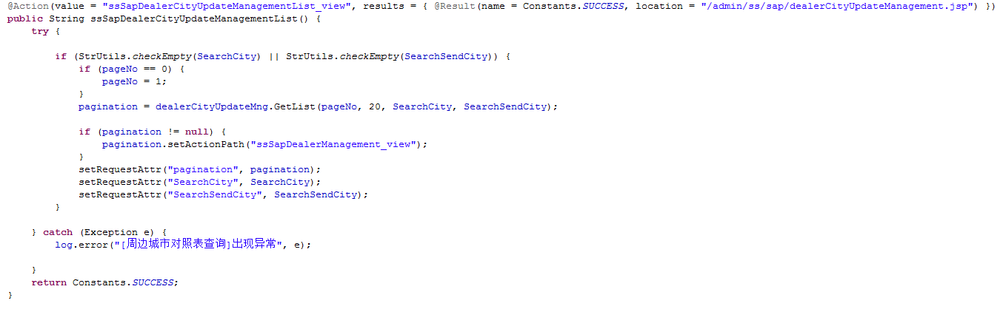 @Action(value = "ssSapDealerCityUpdateManagementList_view", results = { @Result(name = Constants.SUCCESS, location = "/admin/ss/sap/dealerCityUpdateManagement.jsp") })
public String ssSapDealerCityUpdateManagementList() {
try {
if (StrUtils.checkEmpty(SearchCity) || StrUtils.checkEmpty(SearchSendCity)) {
if (pageNo == 0) {
pageNo = 1;
}
pagination = dealerCityUpdateMng.GetList(pageNo, 20, SearchCity, SearchSendCity);
if (pagination != null) {
pagination.setActionPath("ssSapDealerManagement_view");
}
setRequestAttr("pagination", pagination);
setRequestAttr("SearchCity", SearchCity);
setRequestAttr("SearchSendCity", SearchSendCity);
}
} catch (Exception e) {
log.error("[周边城市对照表查询]出现异常", e);
}
return Constants.SUCCESS;
}